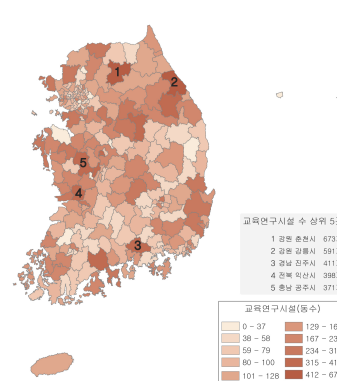 1
2
5
4
3
교육연구시설 수 상위 5
1 강원 춘천시 673
2 강원 강릉시 591
3 경남 진주시 411
4 전북 익산시 398
5 충남 공주시 371
교육연구시설(동수)
0 - 37
38 - 58
59 - 79
80 - 100
101 - 128
129 - 16
167 - 23
234 - 31
315 - 41
412 - 67